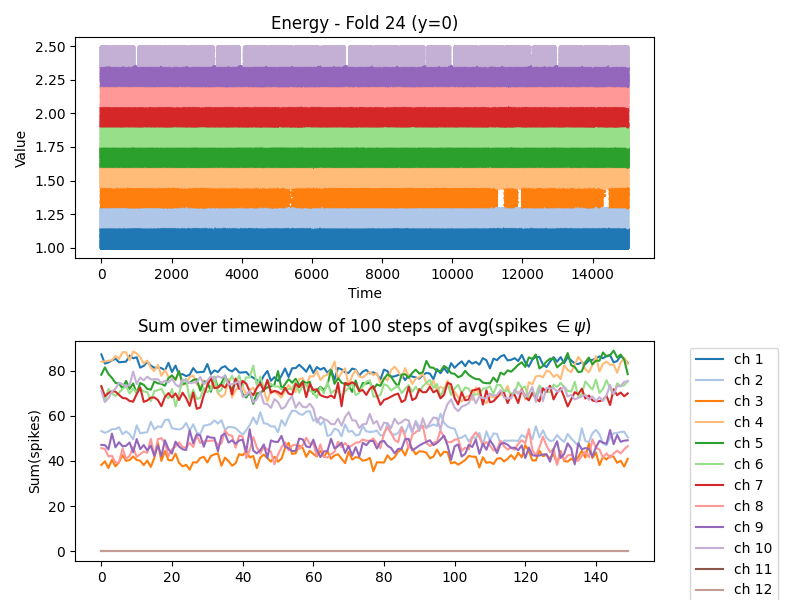 Energy - Fold 24 (y=0)
2.50
2.25
2.00
1.75
1.50
1.25
1.00
Value
0 2000 4000 6000 8000 10000 12000 14000
Time
Sum over timewindow of 100 steps of avg(spikes ∈ ψ)
80
60
40
20
0
Sum(spikes)
0 20 40 60 80 100 120 140
ch 1
ch 2
ch 3
ch 4
ch 5
ch 6
ch 7
ch 8
ch 9
ch 10
ch 11
ch 12